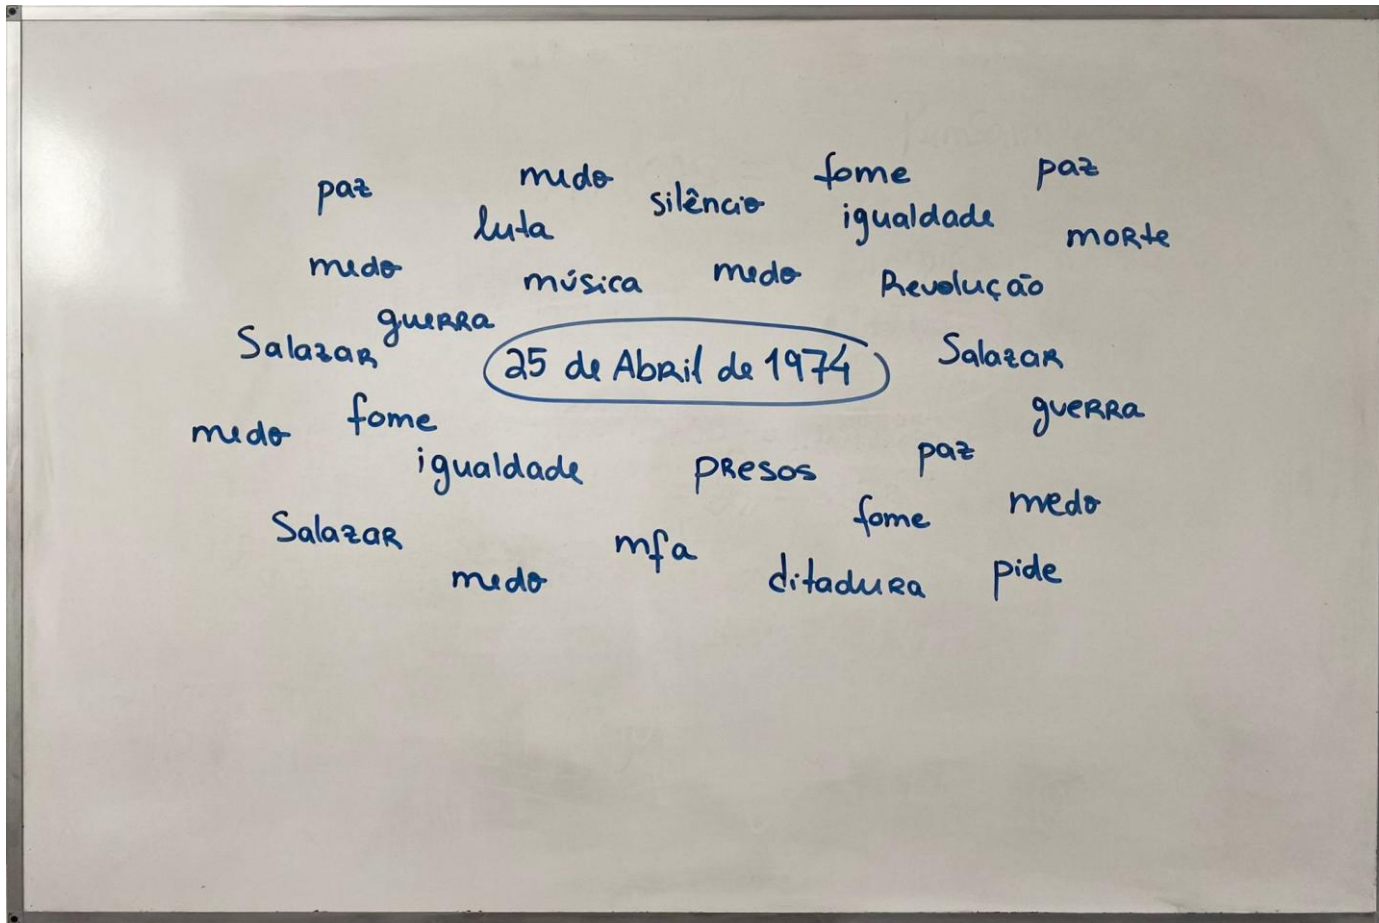 paz medo silêncio fome paz
luta igualdade morte
medo música medo Revolução
Salazar guerra 25 de Abril de 1974 Salazar
medo fome guerra
igualdade presos paz
Salazar mfa fome medo
medo ditadura pide